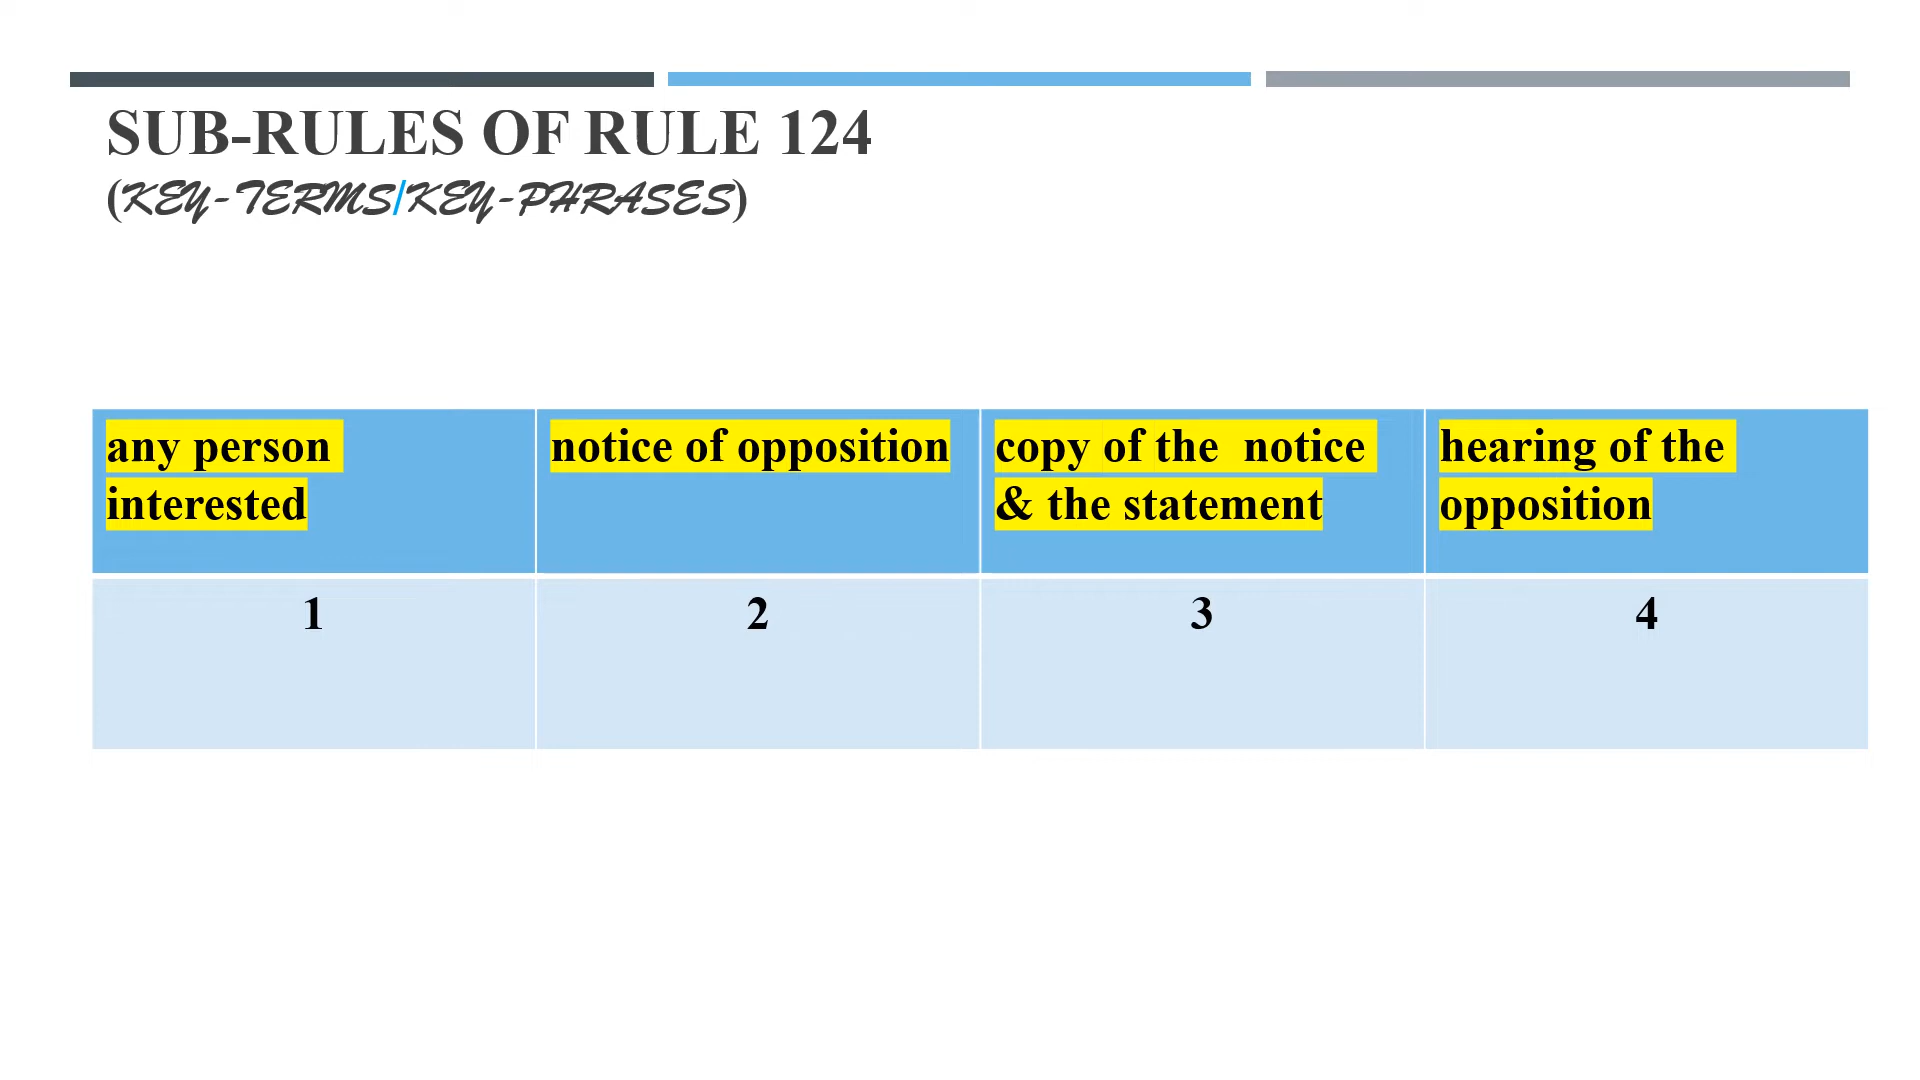 SUB-RULES OF RULE 124
(KEY-TERMS/KEY-PHRASES)
any person
interested
notice of opposition
copy of the  notice
& the statement
hearing of the
opposition
1
2
3
4